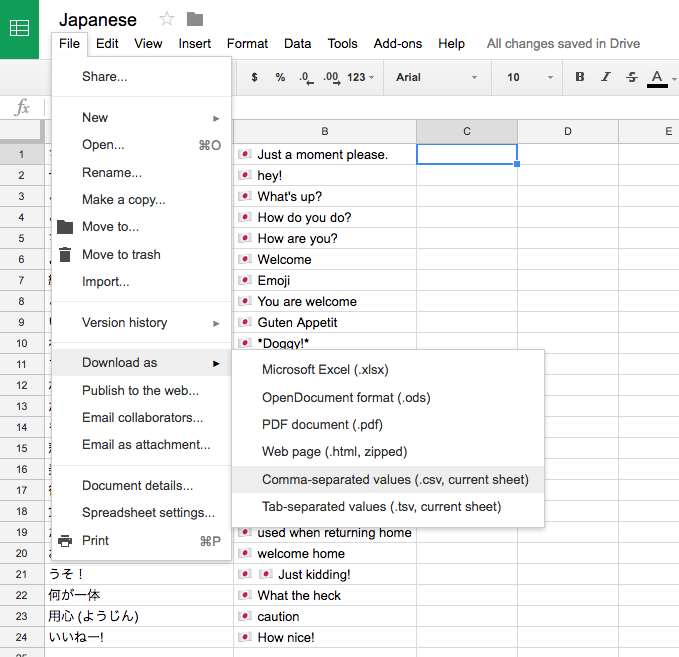 Japanese
File Edit View Insert Format Data Tools Add-ons Help All changes saved in Drive
$ % .0 .00 123 Arial 10 B I S A
fx
Share...
New
Open... ⌘O
Rename...
Make a copy...
Move to...
Move to trash
Import...
Version history
Download as
Publish to the web...
Email collaborators...
Email as attachment...
Document details...
Spreadsheet settings...
Print ⌘P
Microsoft Excel (.xlsx)
OpenDocument format (.ods)
PDF document (.pdf)
Web page (.html, zipped)
Comma-separated values (.csv, current sheet)
Tab-separated values (.tsv, current sheet)
B C D E
1 🇯🇵 Just a moment please.
2 🇯🇵 hey!
3 🇯🇵 What's up?
4 🇯🇵 How do you do?
5 🇯🇵 How are you?
6 🇯🇵 Welcome
7 🇯🇵 Emoji
8 🇯🇵 You are welcome
9 🇯🇵 Guten Appetit
10 🇯🇵 *Doggy!*
11
12
13
14
15
16
17
18
19 🇯🇵 used when returning home
20 🇯🇵 welcome home
21 うそ！ 🇯🇵 🇯🇵 Just kidding!
22 何が一体 🇯🇵 What the heck
23 用心 (ようじん) 🇯🇵 caution
24 いいねー! 🇯🇵 How nice!